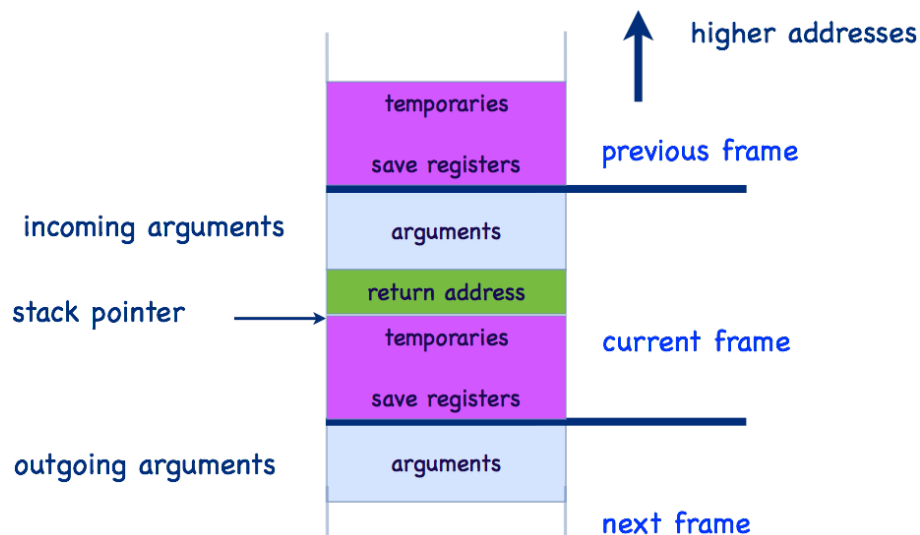 higher addresses
temporaries
save registers
previous frame
incoming arguments
arguments
return address
stack pointer
temporaries
current frame
save registers
outgoing arguments
arguments
next frame